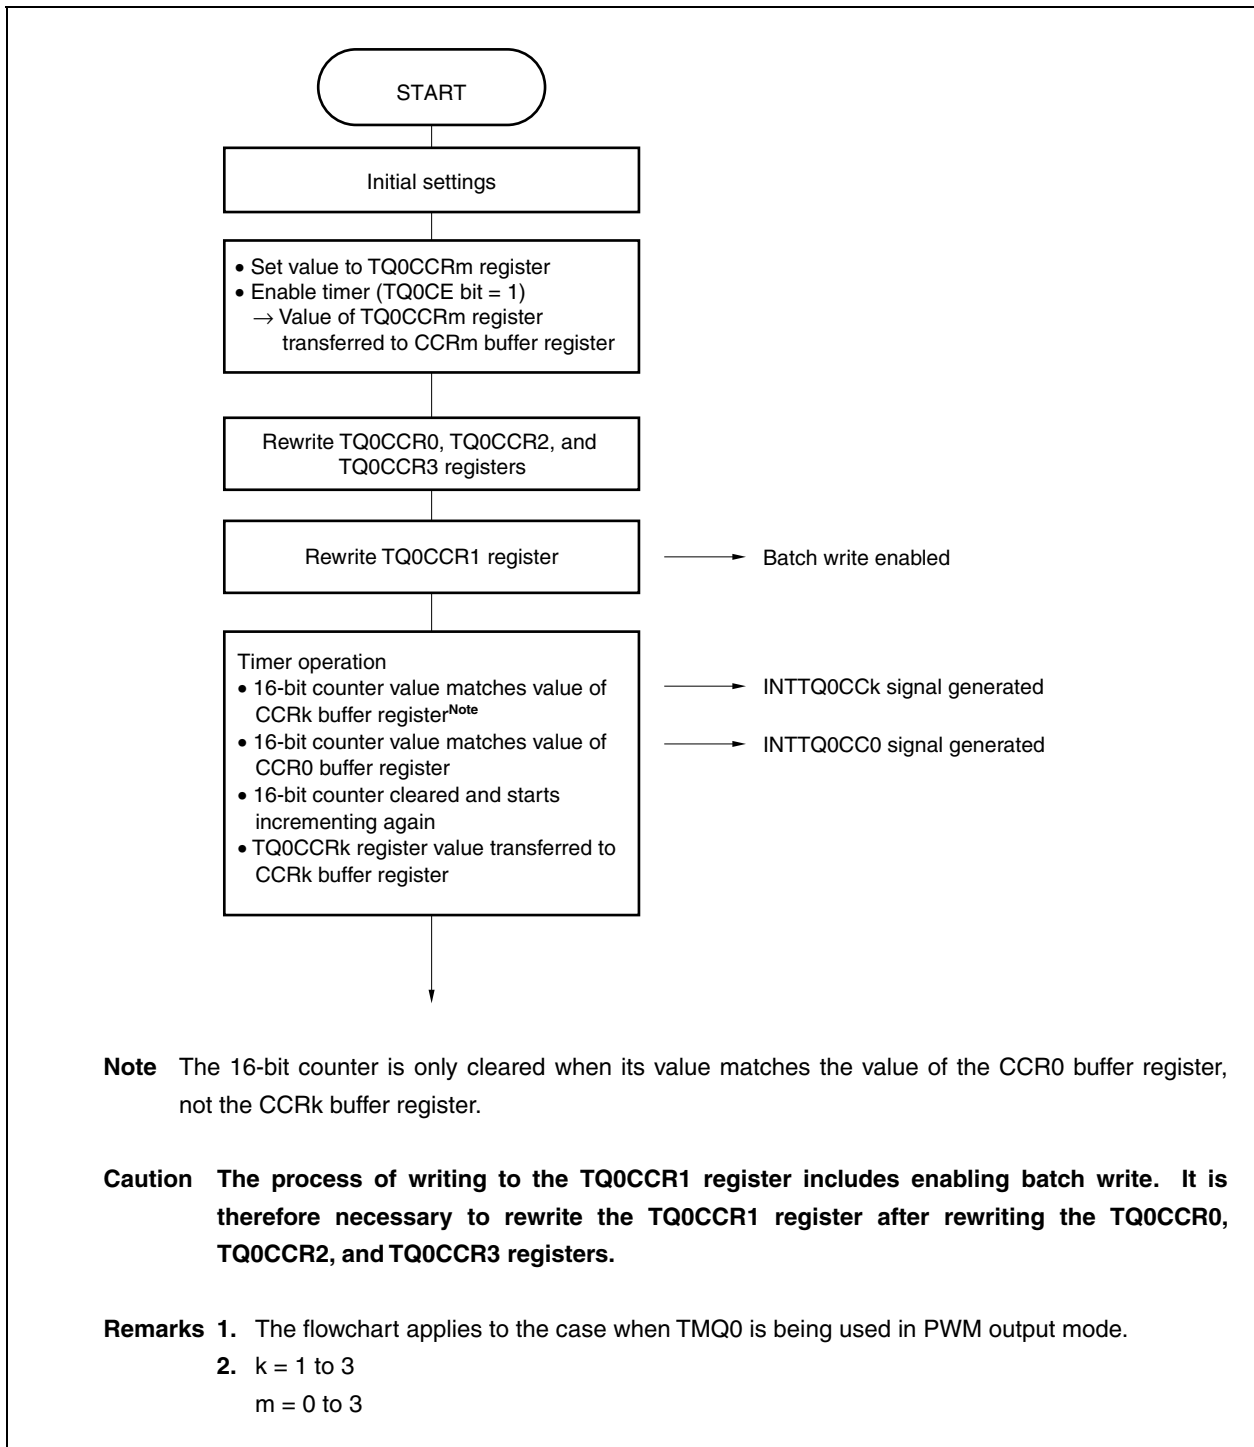 START
Initial settings
• Set value to TQ0CCRm register
• Enable timer (TQ0CE bit = 1)
→ Value of TQ0CCRm register
transferred to CCRm buffer register
Rewrite TQ0CCR0, TQ0CCR2, and
TQ0CCR3 registers
Rewrite TQ0CCR1 register
Batch write enabled
Timer operation
• 16-bit counter value matches value of
CCRk buffer registerNote
INTTQ0CCk signal generated
• 16-bit counter value matches value of
CCR0 buffer register
INTTQ0CC0 signal generated
• 16-bit counter cleared and starts
incrementing again
• TQ0CCRk register value transferred to
CCRk buffer register
Note The 16-bit counter is only cleared when its value matches the value of the CCR0 buffer register,
not the CCRk buffer register.
Caution The process of writing to the TQ0CCR1 register includes enabling batch write. It is
therefore necessary to rewrite the TQ0CCR1 register after rewriting the TQ0CCR0,
TQ0CCR2, and TQ0CCR3 registers.
Remarks 1. The flowchart applies to the case when TMQ0 is being used in PWM output mode.
2. k = 1 to 3
m = 0 to 3